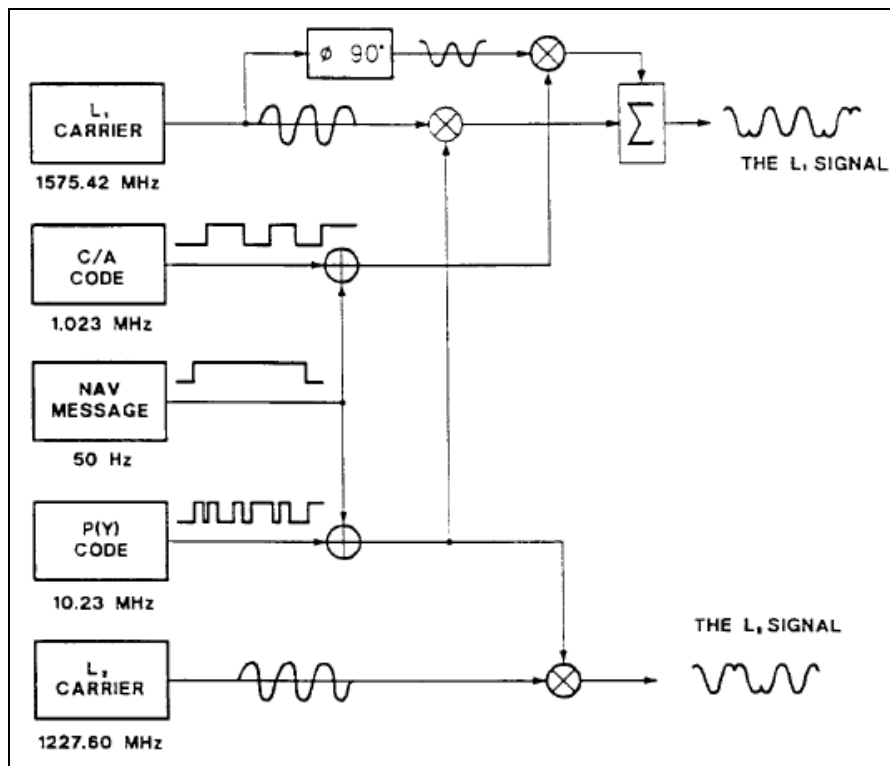 ø 90°
L₁
CARRIER
1575.42 MHz
Σ
THE L₁ SIGNAL
C/A
CODE
1.023 MHz
NAV
MESSAGE
50 Hz
P(Y)
CODE
10.23 MHz
THE L₂ SIGNAL
L₂
CARRIER
1227.60 MHz